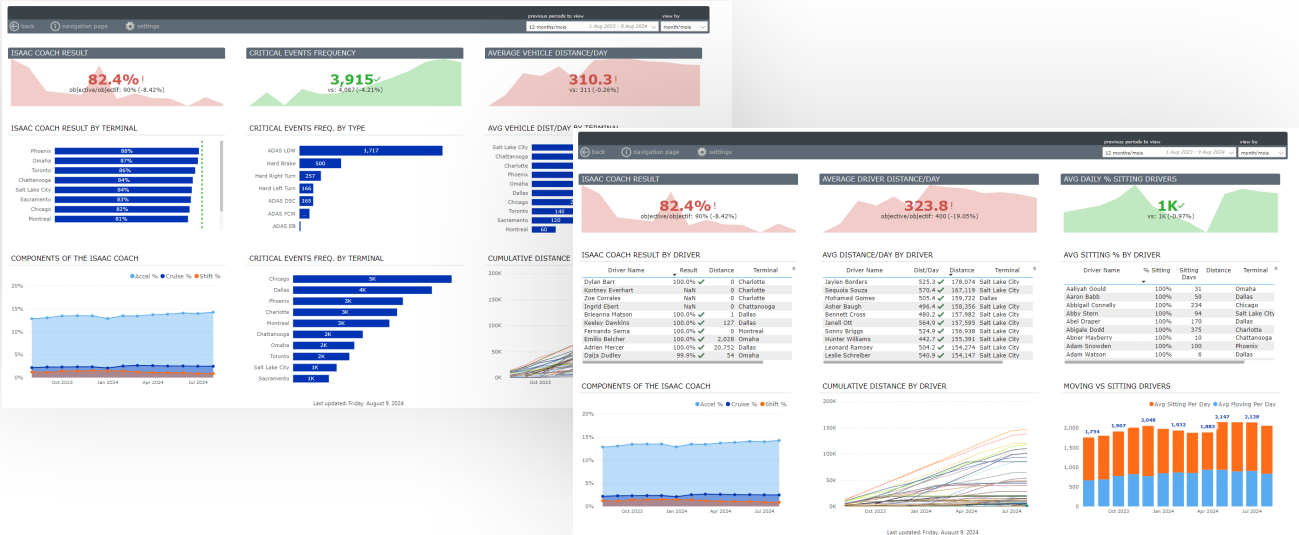 previous periods to view
view by
back
navigation page
settings
12 months/mois
1 Aug 2023 - 9 Aug 2024
month/mois
ISAAC COACH RESULT
CRITICAL EVENTS FREQUENCY
AVERAGE VEHICLE DISTANCE/DAY
82.4%!
objective/objectif: 90% (-8.42%)
3,915
vs: 4,087 (-4.21%)
310.3!
vs: 311 (-0.26%)
ISAAC COACH RESULT BY TERMINAL
Phoenix 88%
Omaha 87%
Toronto 86%
Chattanooga 84%
Salt Lake City 84%
Sacramento 83%
Chicago 82%
Montreal 81%
CRITICAL EVENTS FREQ. BY TYPE
ADAS LDW 1,717
Hard Brake 500
Hard Right Turn 257
Hard Left Turn 166
ADAS DSC 165
ADAS FCW ..
ADAS EB
AVG VEHICLE DIST/DAY BY TERMINAL
Salt Lake City
Chattanooga
Charlotte
Phoenix
Omaha
Dallas
Chicago 2
Toronto 140
Sacramento 120
Montreal 60
COMPONENTS OF THE ISAAC COACH
Accel % Cruise % Shift %
20%
15%
10%
5%
0%
Oct 2023 Jan 2024 Apr 2024 Jul 2024
CRITICAL EVENTS FREQ. BY TERMINAL
Chicago 5K
Dallas 4K
Phoenix 3K
Charlotte 3K
Montreal 3K
Chattanooga 2K
Omaha 2K
Toronto 2K
Salt Lake City 1K
Sacramento 1K
CUMULATIVE DISTANCE
200K
150K
100K
50K
0K
Oct 2023
Last updated: Friday, August 9, 2024
previous periods to view
view by
back
navigation page
settings
12 months/mois
1 Aug 2023 - 9 Aug 2024
month/mois
ISAAC COACH RESULT
AVERAGE DRIVER DISTANCE/DAY
AVG DAILY % SITTING DRIVERS
82.4%!
objective/objectif: 90% (-8.42%)
323.8!
objective/objectif: 400 (-19.05%)
1K
vs: 1K (-0.97%)
ISAAC COACH RESULT BY DRIVER
Driver Name Result Distance Terminal
Dylan Barr 100.0% 0 Charlotte
Kortney Everhart NaN 0 Charlotte
Zoe Corrales NaN 0 Charlotte
Ingrid Ebert NaN 0 Chattanooga
Brieanna Matson 100.0% 1 Dallas
Keeley Dawkins 100.0% 127 Dallas
Fernando Serna 100.0% 0 Montreal
Emilio Belcher 100.0% 2,028 Omaha
Adrien Mercer 100.0% 20,752 Dallas
Daija Dudley 99.9% 54 Omaha
AVG DISTANCE/DAY BY DRIVER
Driver Name Dist/Day Distance Terminal
Jaylen Borders 525.3 178,074 Salt Lake City
Sequoia Souza 570.4 167,119 Salt Lake City
Mohamed Gomes 505.4 159,722 Dallas
Asher Baugh 496.4 158,356 Salt Lake City
Bennett Cross 480.2 157,982 Salt Lake City
Janell Ott 564.9 157,595 Salt Lake City
Sonny Briggs 524.9 156,938 Salt Lake City
Hunter Williams 442.7 155,391 Salt Lake City
Leonard Ramsey 504.2 154,274 Salt Lake City
Leslie Schreiber 540.9 154,147 Salt Lake City
AVG SITTING % BY DRIVER
Driver Name % Sitting Sitting Days Distance Terminal
Aaliyah Gould 100% 31 Omaha
Aaron Babb 100% 50 Dallas
Abbigail Connelly 100% 234 Chicago
Abby Stern 100% 94 Salt Lake City
Abel Draper 100% 170 Dallas
Abigale Dodd 100% 375 Charlotte
Abner Mayberry 100% 10 Chattanooga
Adam Snowden 100% 100 Phoenix
Adam Watson 100% 6 Dallas
COMPONENTS OF THE ISAAC COACH
Accel % Cruise % Shift %
20%
15%
10%
5%
0%
Oct 2023 Jan 2024 Apr 2024 Jul 2024
CUMULATIVE DISTANCE BY DRIVER
200K
150K
100K
50K
0K
Oct 2023 Jan 2024 Apr 2024 Jul 2024
MOVING VS SITTING DRIVERS
Avg Sitting Per Day Avg Moving Per Day
2,000
1,500
1,000
500
0
1,754 1,907 2,048 1,932 1,883 2,147 2,138
Oct 2023 Jan 2024 Apr 2024 Jul 2024
Last updated: Friday, August 9, 2024